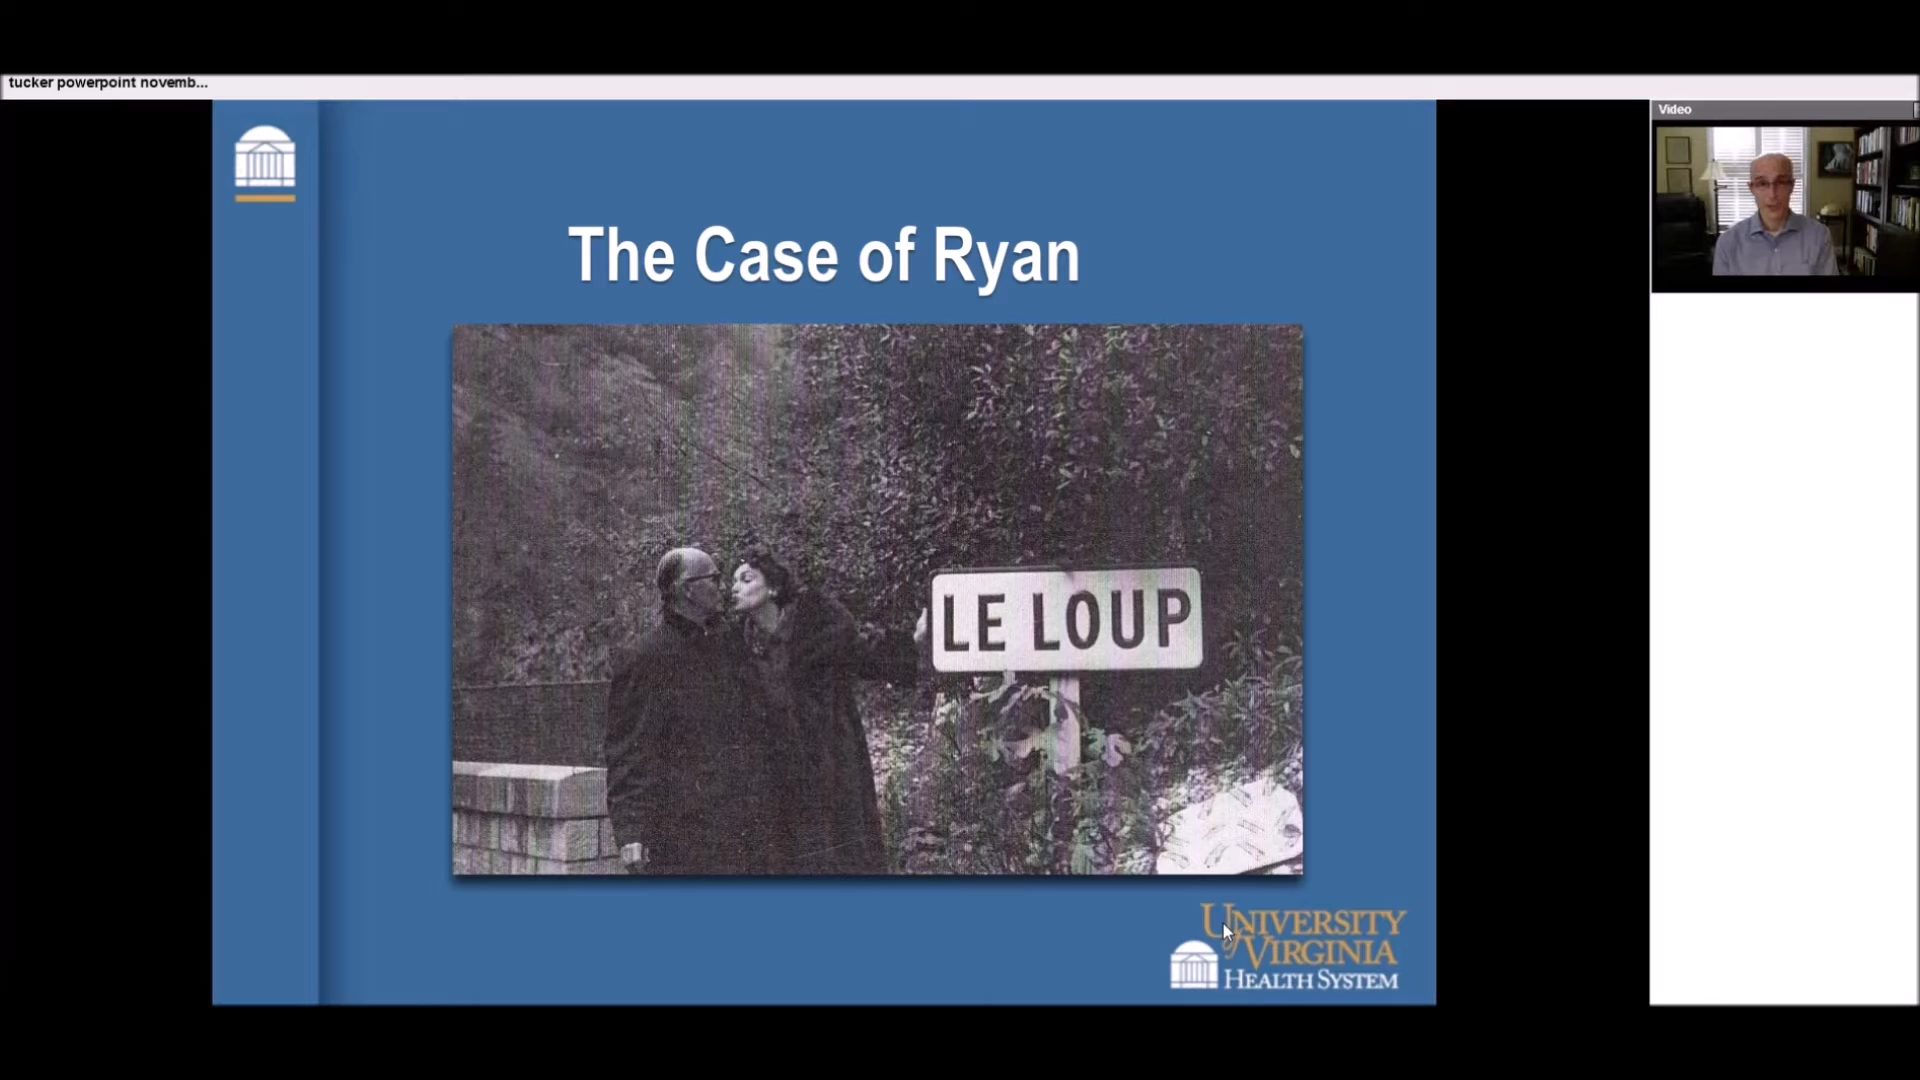 tucker powerpoint novemb...
Video
The Case of Ryan
LE LOUP
UNIVERSITY
of VIRGINIA
HEALTH SYSTEM